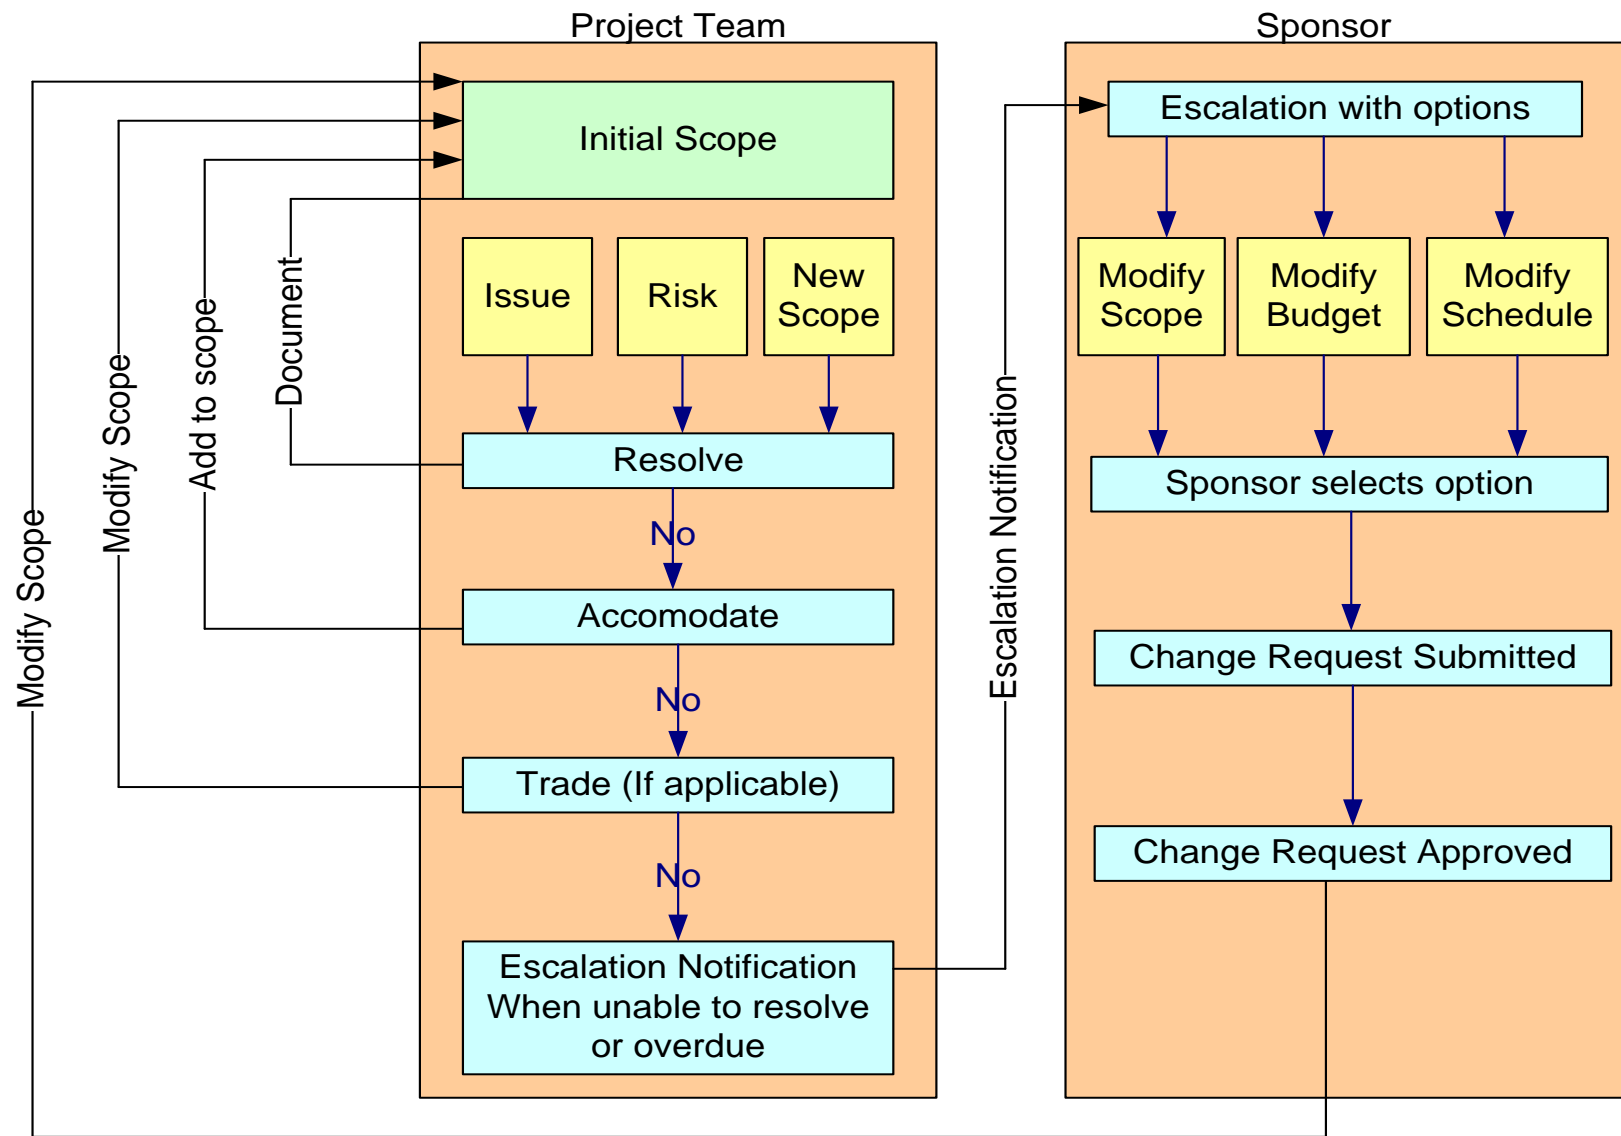 Project Team
Initial Scope
Issue
Risk
New
Scope
Resolve
No
Accomodate
No
Trade (If applicable)
No
Escalation Notification
When unable to resolve
or overdue
Document
Add to scope
Modify Scope
Modify Scope
Escalation Notification
Sponsor
Escalation with options
Modify
Scope
Modify
Budget
Modify
Schedule
Sponsor selects option
Change Request Submitted
Change Request Approved